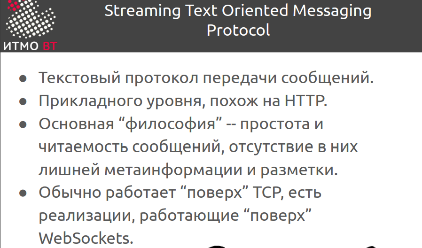 Streaming Text Oriented Messaging
Protocol
ИТМО ВТ
● Текстовый протокол передачи сообщений.
● Прикладного уровня, похож на HTTP.
● Основная “философия” -- простота и
читаемость сообщений, отсутствие в них
лишней метаинформации и разметки.
● Обычно работает “поверх” TCP, есть
реализации, работающие “поверх”
WebSockets.